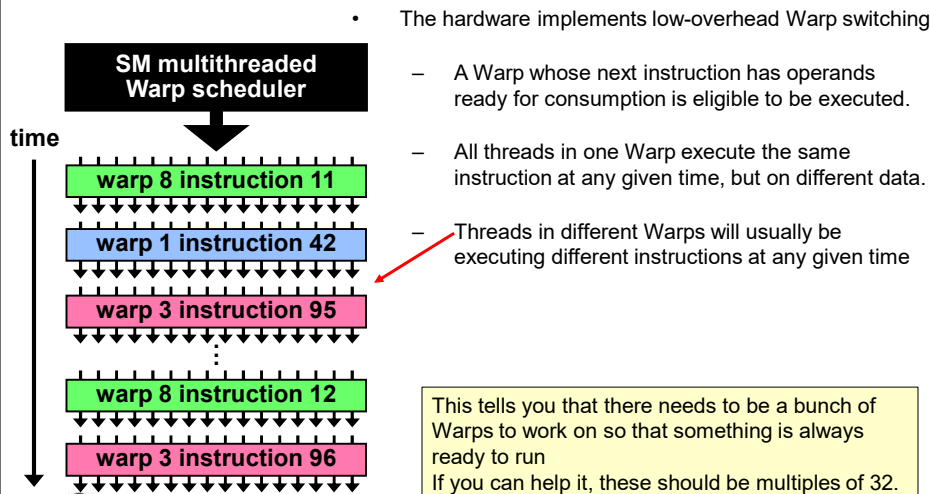 • The hardware implements low-overhead Warp switching
SM multithreaded
Warp scheduler
– A Warp whose next instruction has operands
ready for consumption is eligible to be executed.
time
– All threads in one Warp execute the same
instruction at any given time, but on different data.
warp 8 instruction 11
warp 1 instruction 42
– Threads in different Warps will usually be
executing different instructions at any given time
warp 3 instruction 95
warp 8 instruction 12
warp 3 instruction 96
This tells you that there needs to be a bunch of
Warps to work on so that something is always
ready to run
If you can help it, these should be multiples of 32.